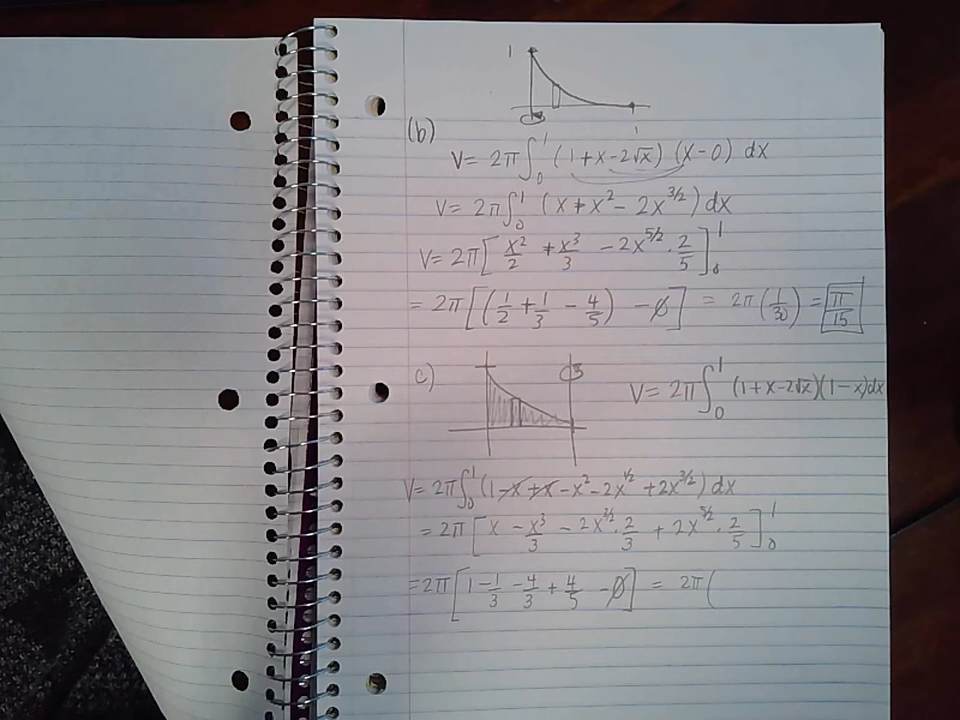 1
1
(b)
V = 2π∫₀¹ (1+x-2√x) (x-0) dx
V = 2π∫₀¹ (x+x²-2x^{3/2}) dx
V = 2π[x²/2 + x³/3 - 2x^{5/2}·2/5]₀¹
= 2π[(1/2 + 1/3 - 4/5) - 0] = 2π(1/30) = π/15
c) V = 2π∫₀¹ (1+x-2√x)(1-x)dx
V = 2π∫₀¹ (1-x+x-x²-2x^{1/2}+2x^{3/2}) dx
= 2π[x - x³/3 - 2x^{3/2}·2/3 + 2x^{5/2}·2/5]₀¹
= 2π[1 - 1/3 - 4/3 + 4/5 - 0] = 2π(